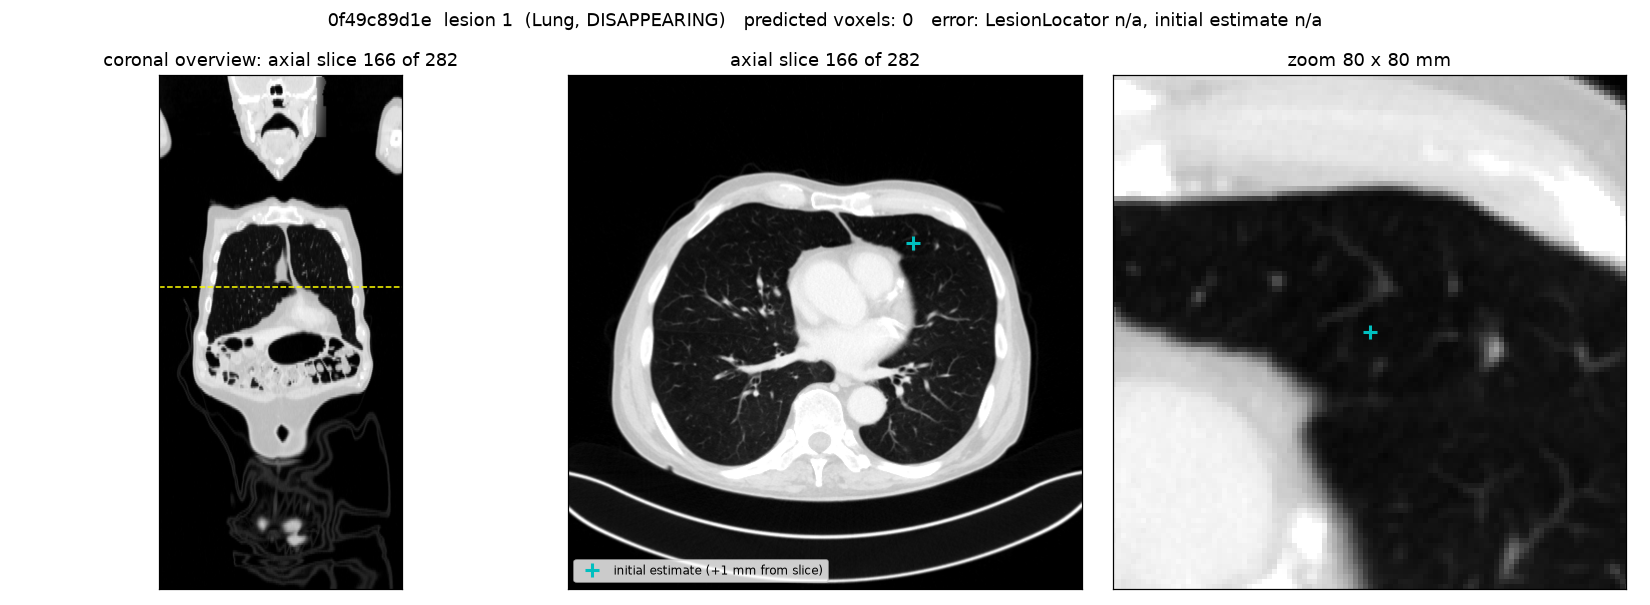 0f49c89d1e  lesion 1  (Lung, DISAPPEARING)   predicted voxels: 0   error: LesionLocator n/a, initial estimate n/a
coronal overview: axial slice 166 of 282
axial slice 166 of 282
zoom 80 x 80 mm
initial estimate (+1 mm from slice)